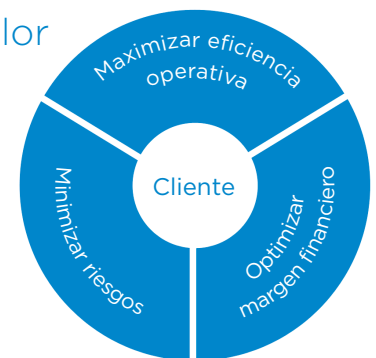 lor
Maximizar eficiencia
operativa
Cliente
Minimizar riesgos
Optimizar
margen financiero